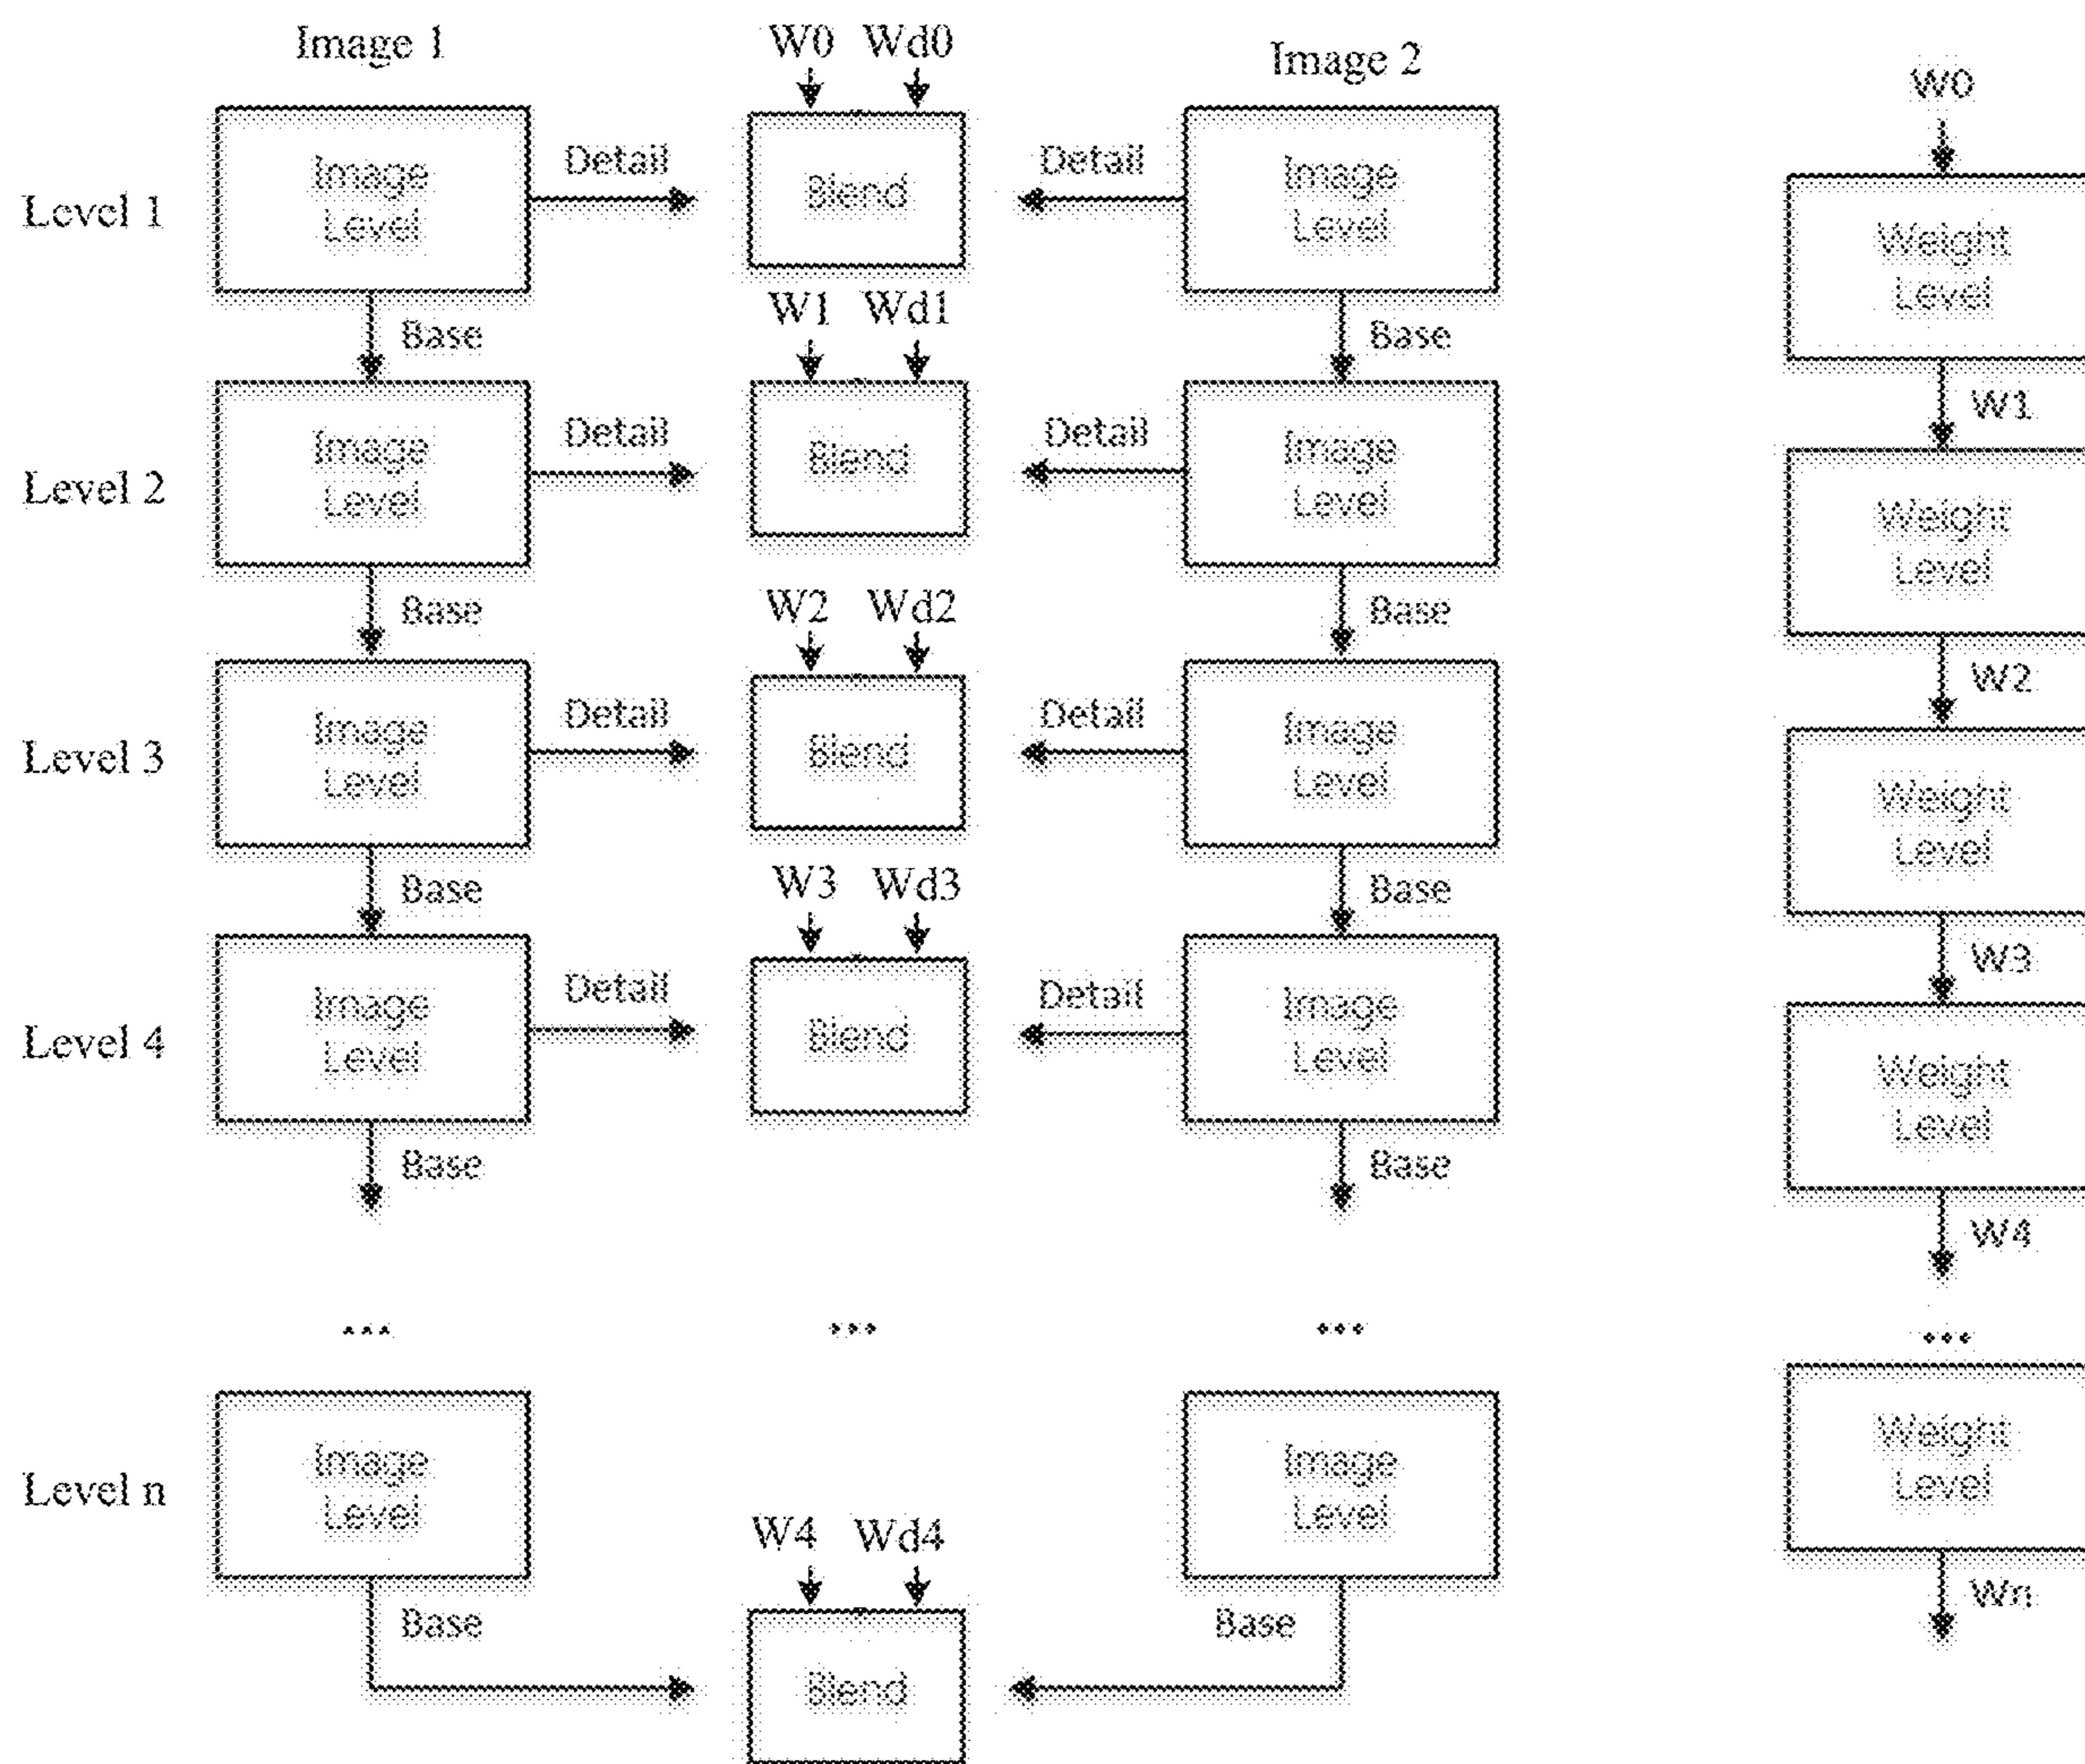 Image 1
W0 Wd0
Image 2
W0
Level 1
Image
Level
Detail
Blend
Detail
Image
Level
Weight
Level
Base
W1 Wd1
Base
W1
Level 2
Image
Level
Detail
Blend
Detail
Image
Level
Weight
Level
Base
W2 Wd2
Base
W2
Level 3
Image
Level
Detail
Blend
Detail
Image
Level
Weight
Level
Base
W3 Wd3
Base
W3
Level 4
Image
Level
Detail
Blend
Detail
Image
Level
Weight
Level
Base
Base
W4
...
...
...
...
Level n
Image
Level
Image
Level
Weight
Level
W4 Wd4
Base
Base
Wn
Blend